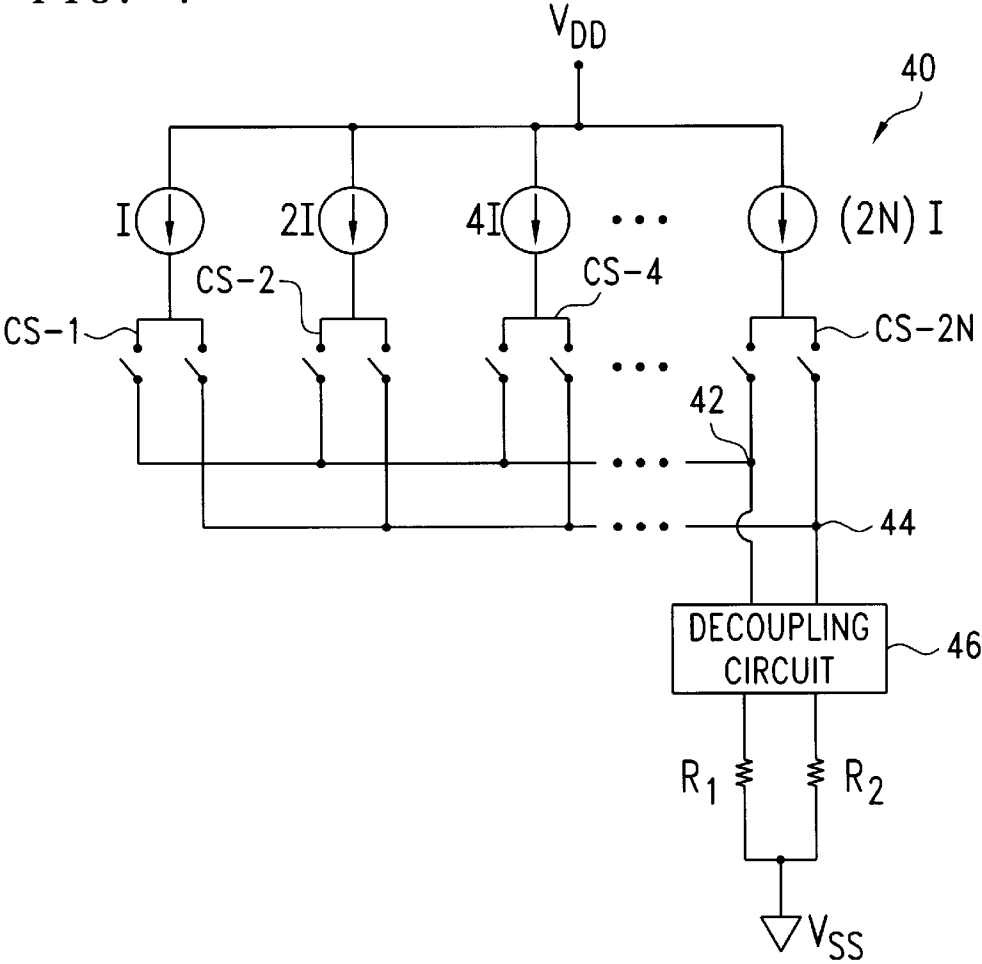 V_DD
40
I
2I
4I
(2N) I
CS-1
CS-2
CS-4
CS-2N
42
44
DECOUPLING
CIRCUIT
46
R_1
R_2
V_SS